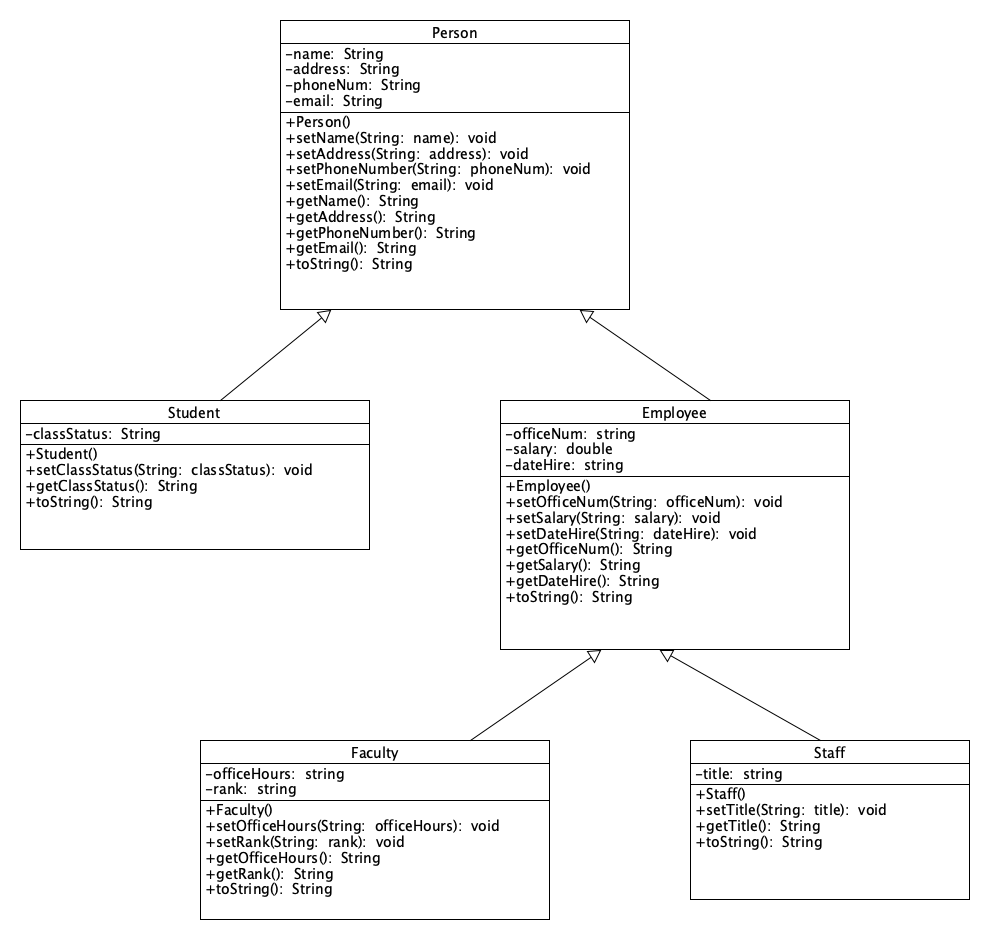 Person
-name: String
-address: String
-phoneNum: String
-email: String
+Person()
+setName(String: name): void
+setAddress(String: address): void
+setPhoneNumber(String: phoneNum): void
+setEmail(String: email): void
+getName(): String
+getAddress(): String
+getPhoneNumber(): String
+getEmail(): String
+toString(): String
Student
-classStatus: String
+Student()
+setClassStatus(String: classStatus): void
+getClassStatus(): String
+toString(): String
Employee
-officeNum: string
-salary: double
-dateHire: string
+Employee()
+setOfficeNum(String: officeNum): void
+setSalary(String: salary): void
+setDateHire(String: dateHire): void
+getOfficeNum(): String
+getSalary(): String
+getDateHire(): String
+toString(): String
Faculty
-officeHours: string
-rank: string
+Faculty()
+setOfficeHours(String: officeHours): void
+setRank(String: rank): void
+getOfficeHours(): String
+getRank(): String
+toString(): String
Staff
-title: string
+Staff()
+setTitle(String: title): void
+getTitle(): String
+toString(): String